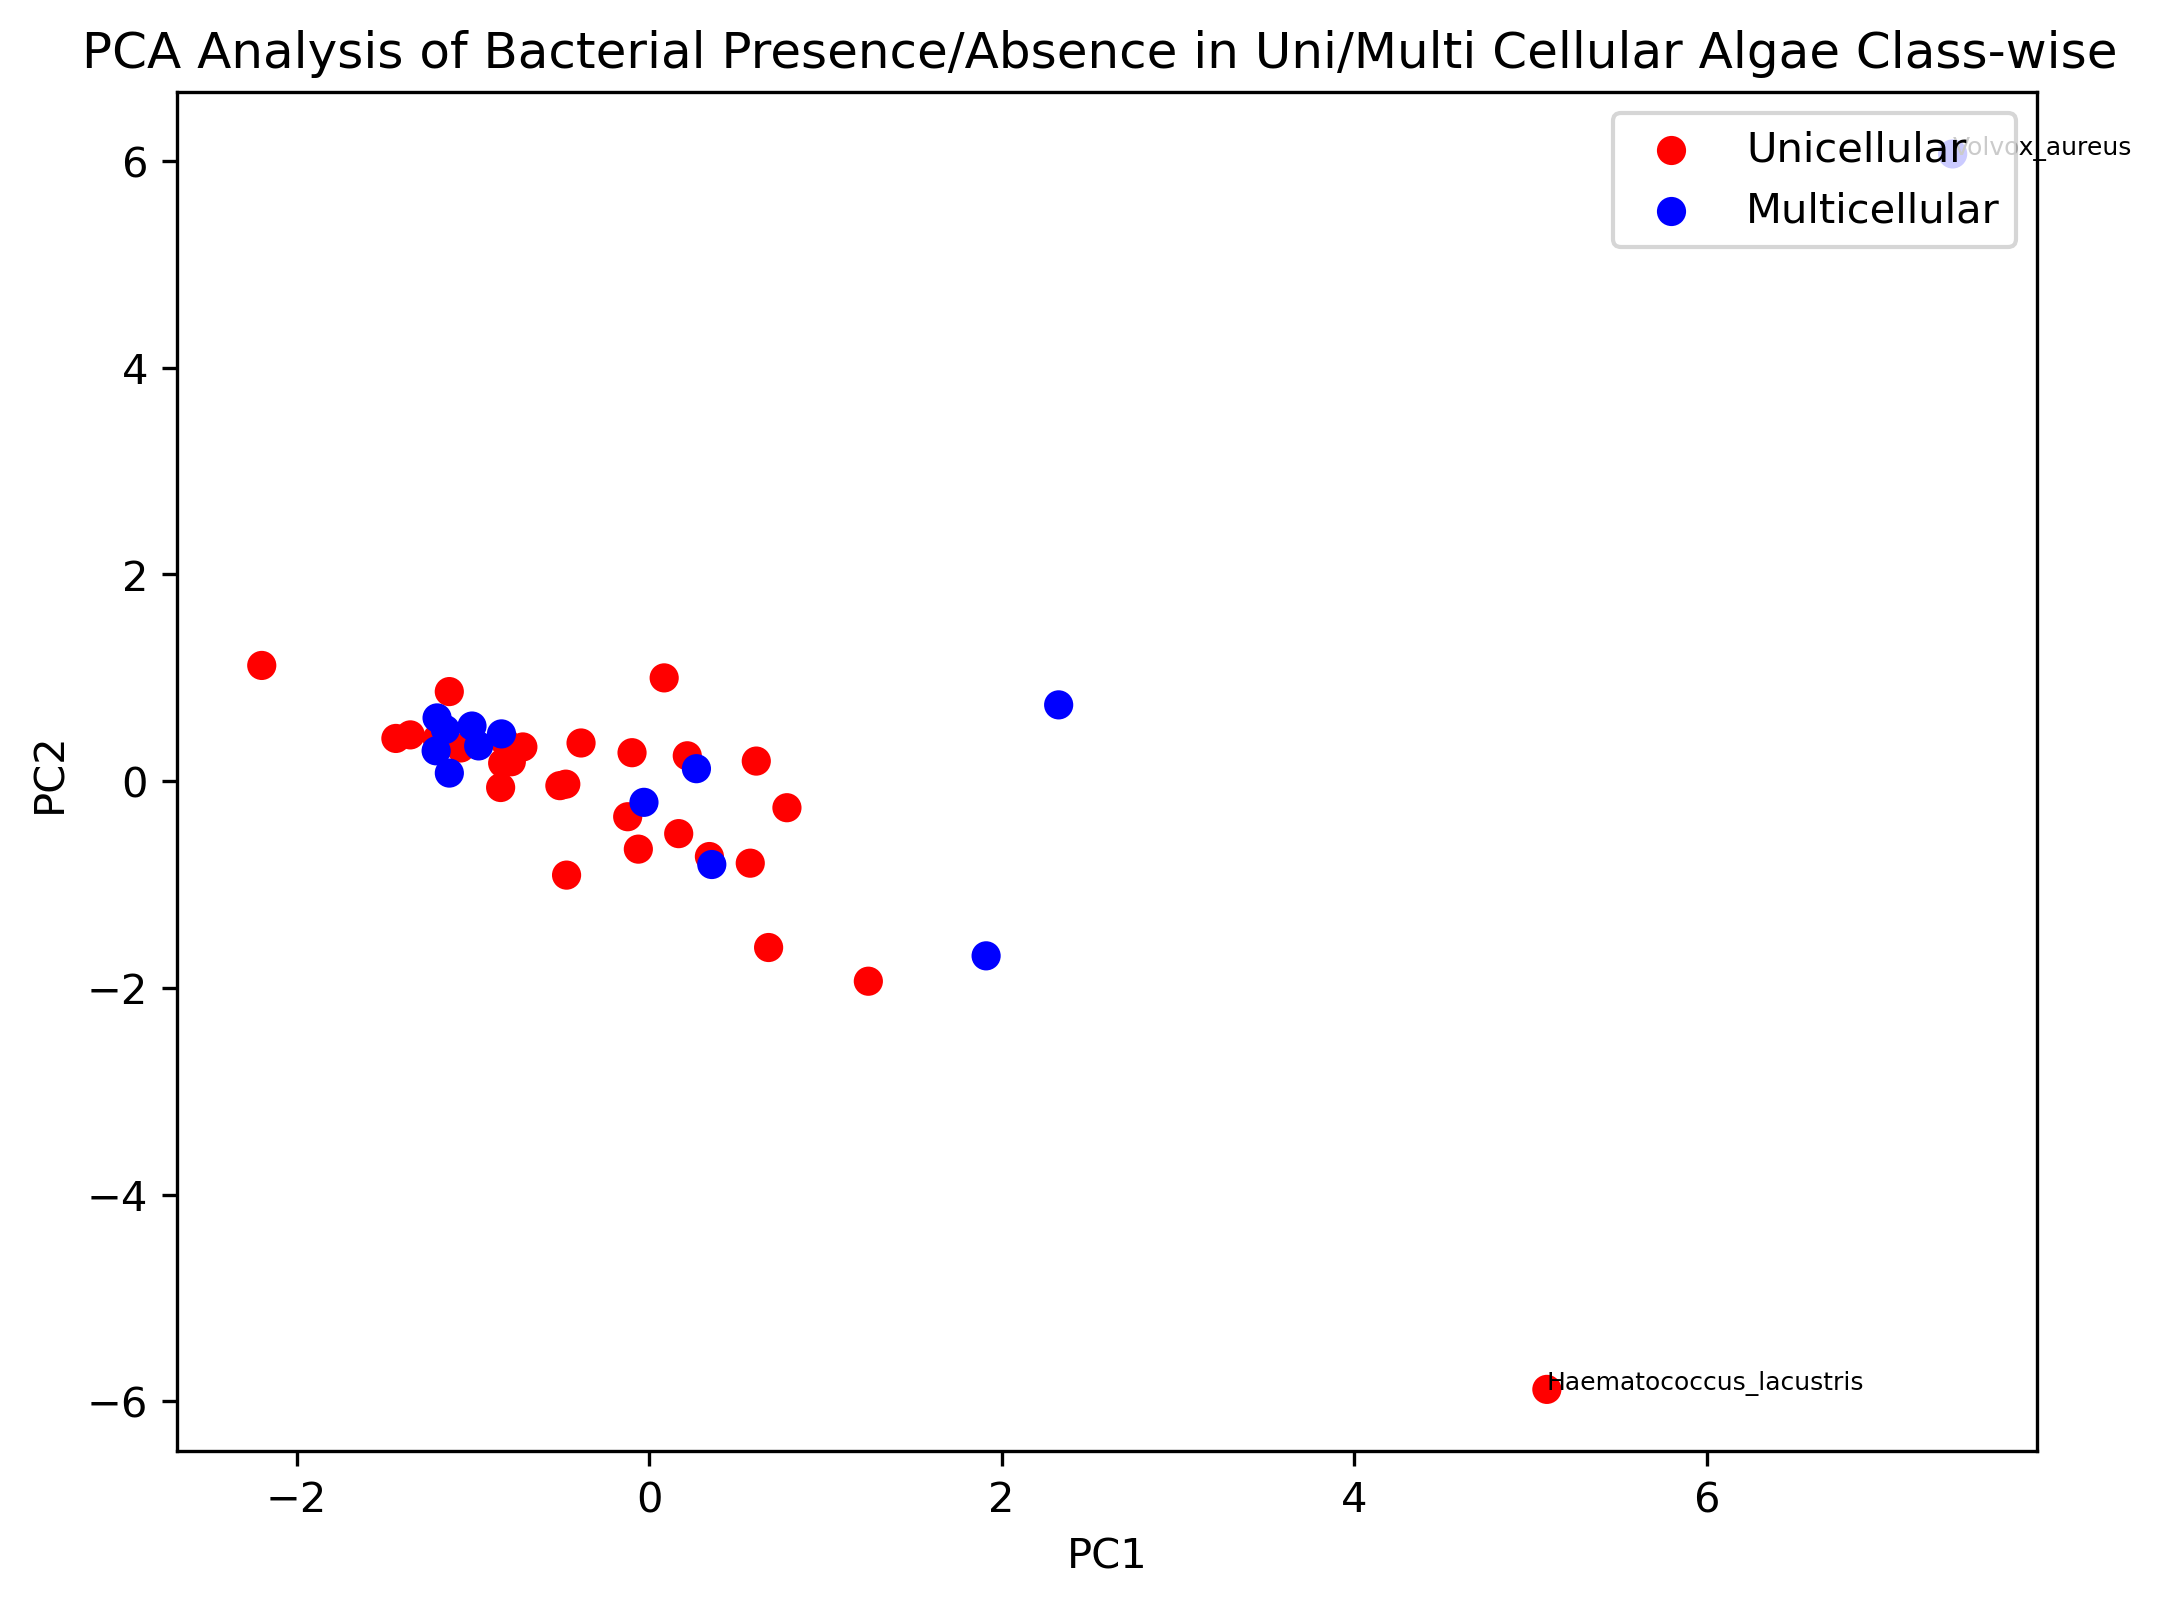 PCA Analysis of Bacterial Presence/Absence in Uni/Multi Cellular Algae Class-wise
Unicellular
Volvox_aureus
Multicellular
6
4
2
0
−2
−4
−6
PC2
Haematococcus_lacustris
−2
0
2
4
6
PC1